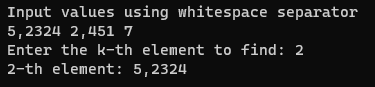 Input values using whitespace separator
5,2324 2,451 7
Enter the k-th element to find: 2
2-th element: 5,2324